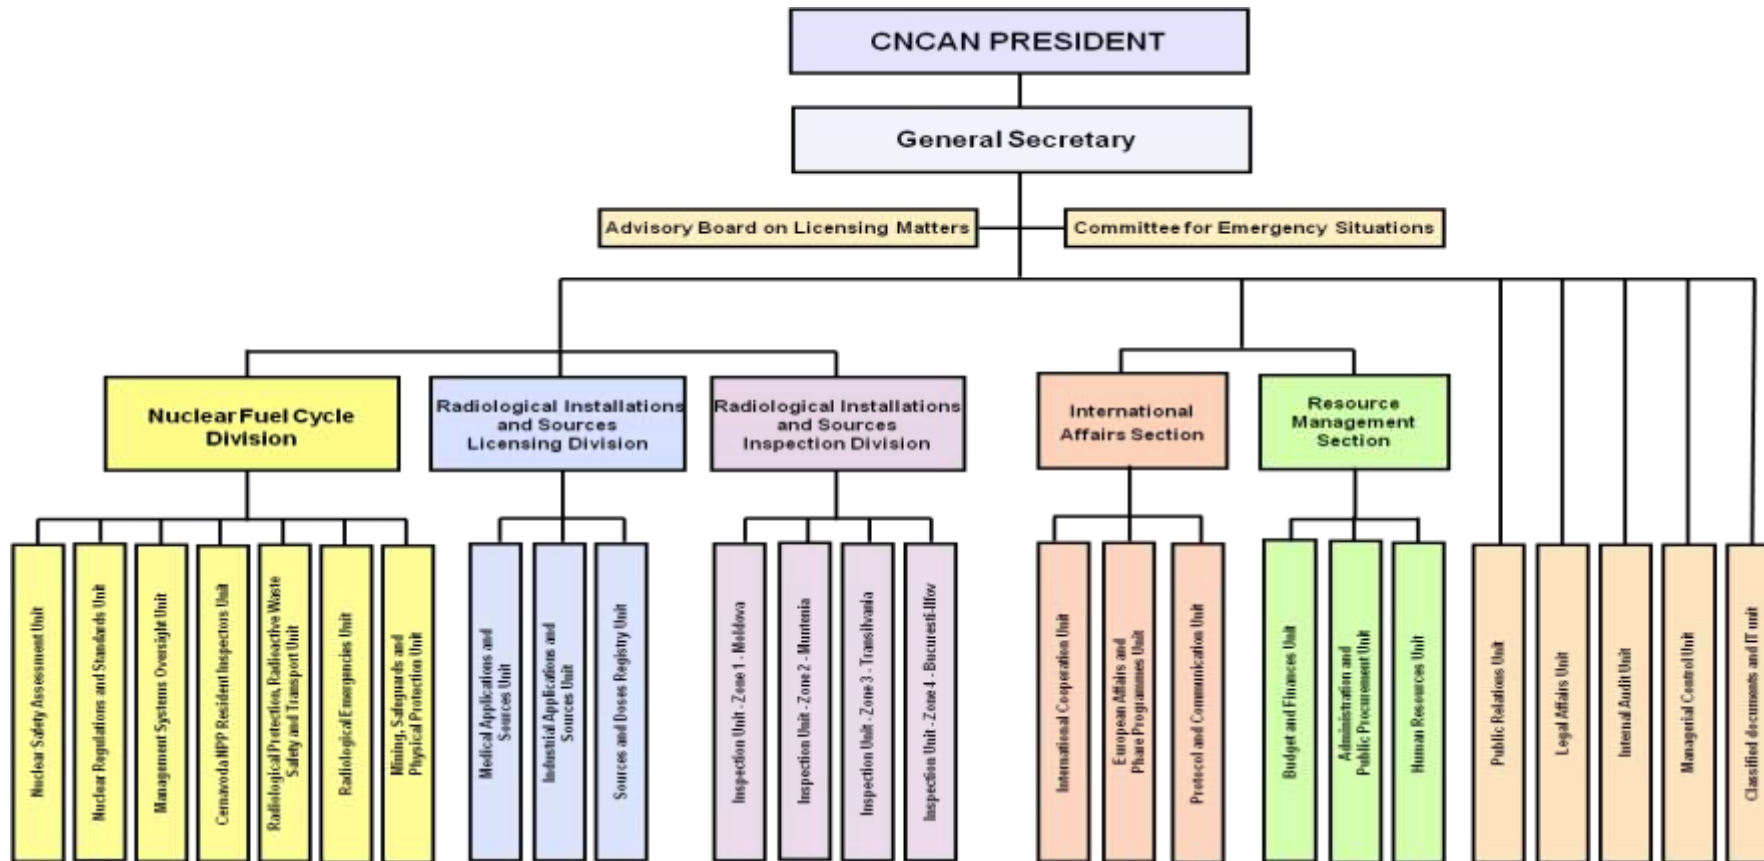 CNCAN PRESIDENT
General Secretary
Advisory Board on Licensing Matters
Committee for Emergency Situations
Nuclear Fuel Cycle
Division
Radiological Installations
and Sources
Licensing Division
Radiological Installations
and Sources
Inspection Division
International
Affairs Section
Resource
Management
Section
Nuclear Safety Assessment Unit
Nuclear Regulations and Standards Unit
Management Systems Oversight Unit
Cernavoda NPP Resident Inspectors Unit
Radiological Protection, Radioactive Waste
Safety and Transport Unit
Radiological Emergencies Unit
Mining, Safeguards and
Physical Protection Unit
Medical Applications and
Sources Unit
Industrial Applications and
Sources Unit
Sources and Doses Registry Unit
Inspection Unit - Zone 1 - Moldova
Inspection Unit - Zone 2 - Muntenia
Inspection Unit - Zone 3 - Transilvania
Inspection Unit - Zone 4 - Bucuresti-Ilfov
International Cooperation Unit
European Affairs and
Phare Programmes Unit
Protocol and Communication Unit
Budget and Finances Unit
Administration and
Public Procurement Unit
Human Resources Unit
Public Relations Unit
Legal Affairs Unit
Internal Audit Unit
Managerial Control Unit
Classified documents and IT unit